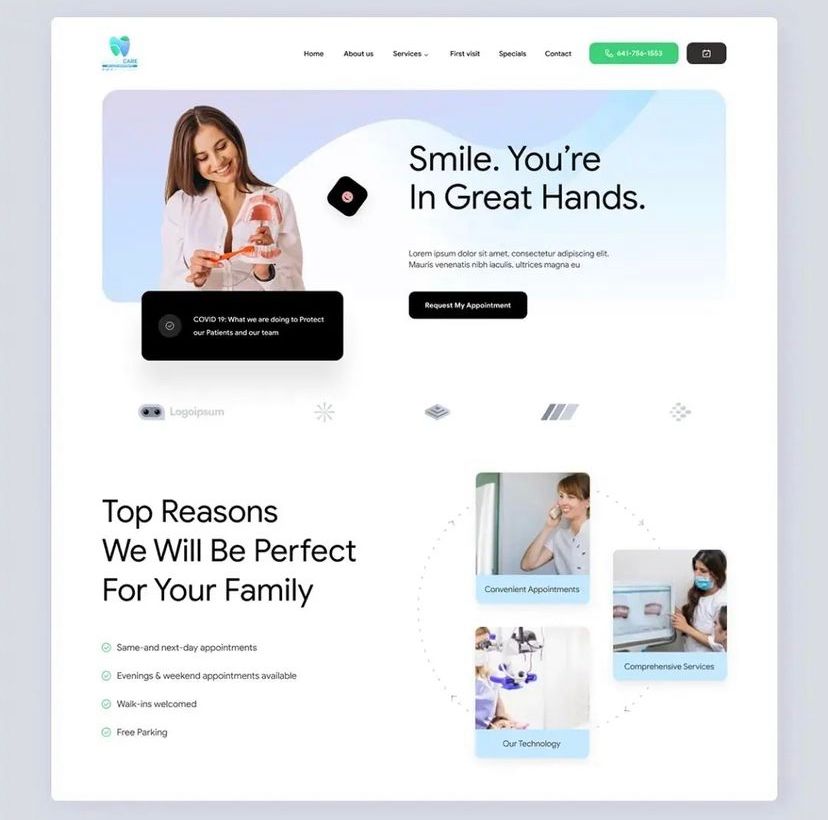 CARE
Home
About us
Services
First visit
Specials
Contact
641-756-1553
Smile. You're
In Great Hands.
Lorem ipsum dolor sit amet, consectetur adipiscing elit.
Mauris venenatis nibh iaculis, ultrices magna eu
Request My Appointment
COVID 19: What we are doing to Protect
our Patients and our team
Logoipsum
Top Reasons
We Will Be Perfect
For Your Family
Same-and next-day appointments
Evenings & weekend appointments available
Walk-ins welcomed
Free Parking
Convenient Appointments
Comprehensive Services
Our Technology